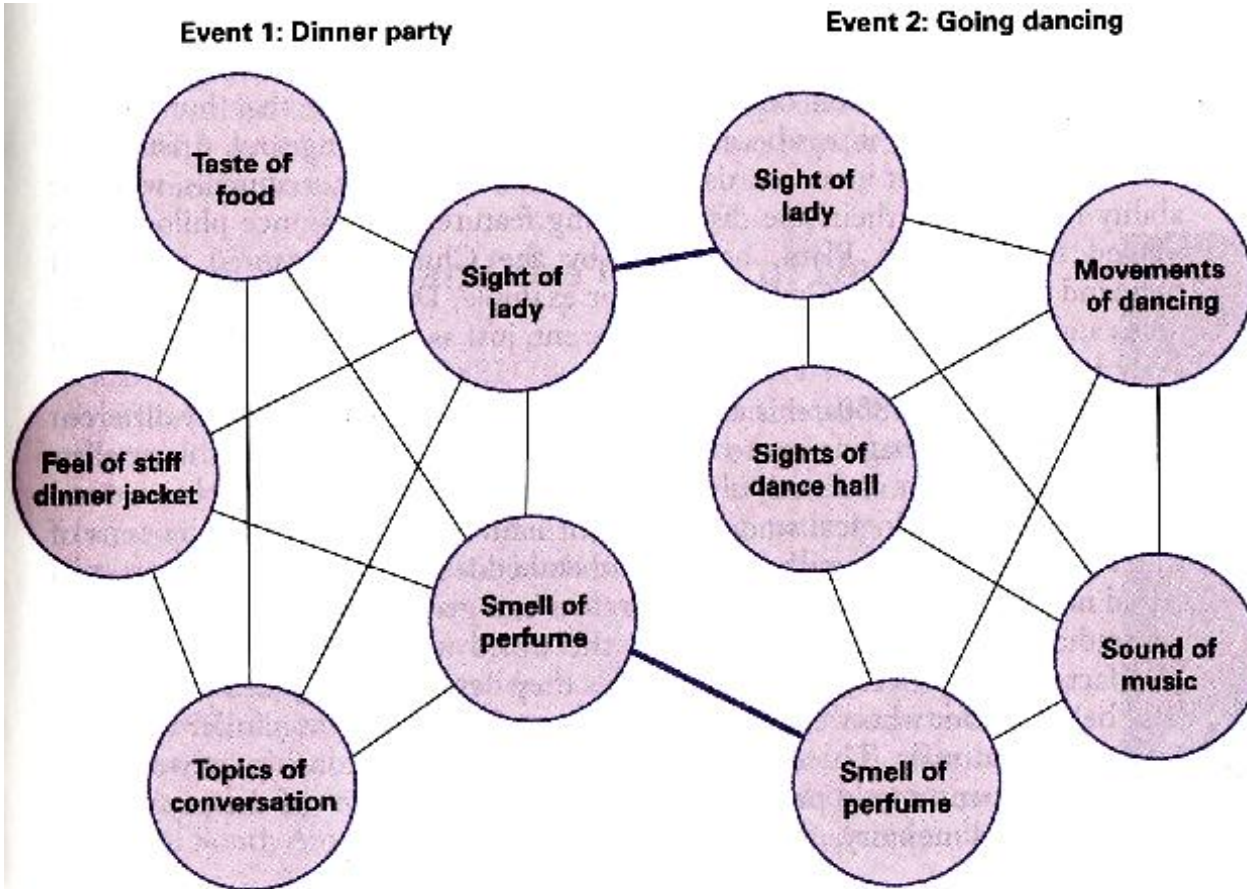 Event 1: Dinner party
Event 2: Going dancing
Taste of
food
Sight of
lady
Feel of stiff
dinner jacket
Smell of
perfume
Topics of
conversation
Sight of
lady
Movements
of dancing
Sights of
dance hall
Sound of
music
Smell of
perfume